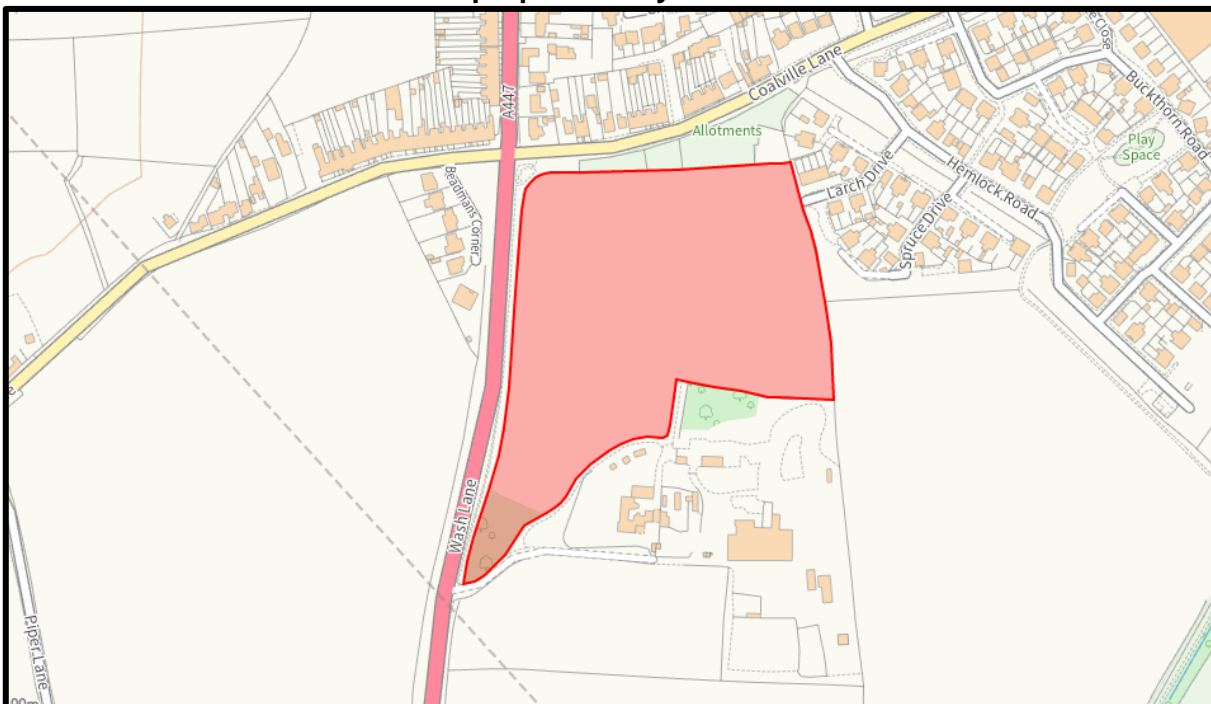 A447
Coalville Lane
Allotments
Buckthorn Road
Play
Space
Beadmans Corner
Larch Drive
Hemlock Road
Spruce Drive
Wash Lane
Piper Lane